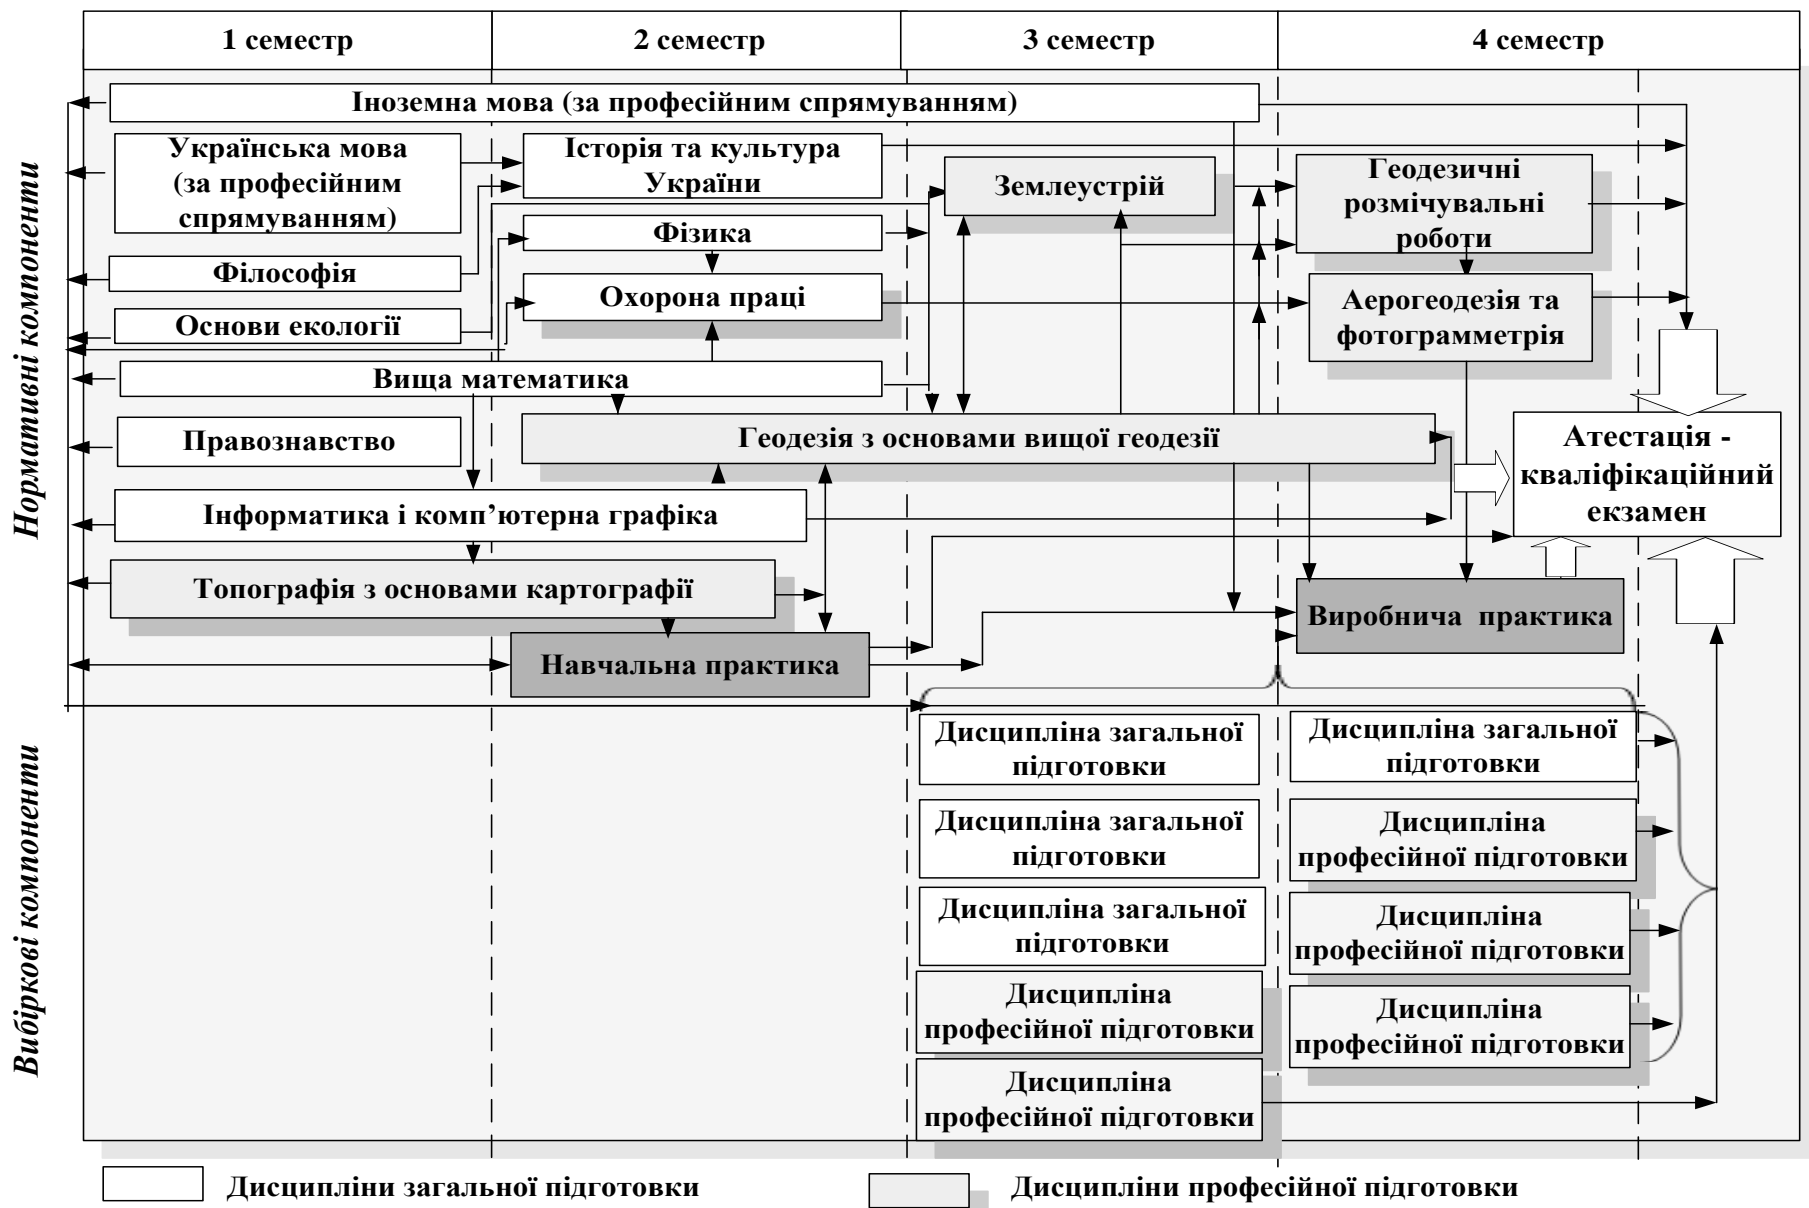 1 семестр
2 семестр
3 семестр
4 семестр
Нормативні компоненти
Іноземна мова (за професійним спрямуванням)
Українська мова
(за професійним
спрямуванням)
Історія та культура
України
Землеустрій
Геодезичні
розмічувальні
роботи
Фізика
Філософія
Охорона праці
Аерогеодезія та
фотограмметрія
Основи екології
Вища математика
Правознавство
Геодезія з основами вищої геодезії
Атестація -
кваліфікаційний
екзамен
Інформатика і комп’ютерна графіка
Топографія з основами картографії
Навчальна практика
Виробнича практика
Вибіркові компоненти
Дисципліна загальної
підготовки
Дисципліна загальної
підготовки
Дисципліна загальної
підготовки
Дисципліна
професійної підготовки
Дисципліна загальної
підготовки
Дисципліна
професійної підготовки
Дисципліна
професійної підготовки
Дисципліна
професійної підготовки
Дисципліна
професійної підготовки
Дисципліни загальної підготовки
Дисципліни професійної підготовки